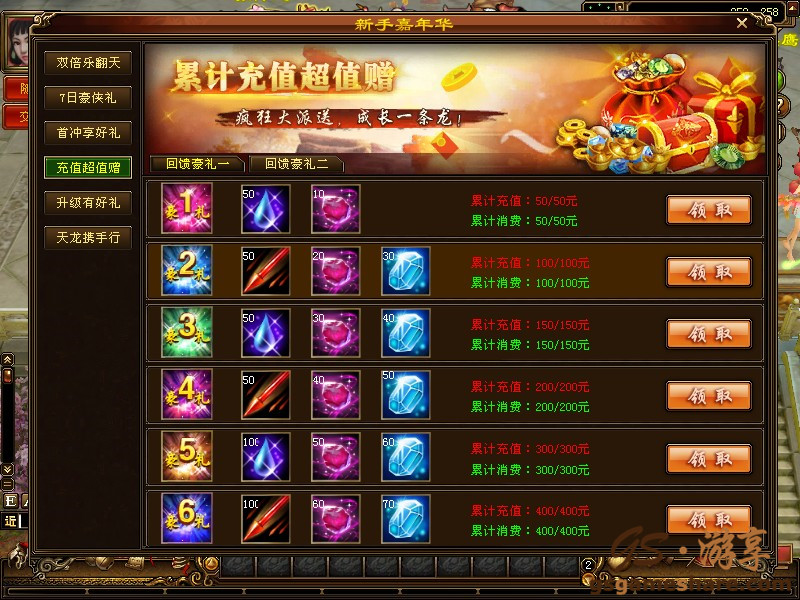 新手嘉年华
双倍乐翻天
7日豪侠礼
首冲享好礼
充值超值赠
升级有好礼
天龙携手行
累计充值超值赠
疯狂大派送,成长一条龙!
回馈豪礼一
回馈豪礼二
豪1礼
50
10
累计充值:50/50元
累计消费:50/50元
领取
豪2礼
50
20
30
累计充值:100/100元
累计消费:100/100元
领取
豪3礼
50
30
40
累计充值:150/150元
累计消费:150/150元
领取
豪4礼
50
40
50
累计充值:200/200元
累计消费:200/200元
领取
豪5礼
100
50
60
累计充值:300/300元
累计消费:300/300元
领取
豪6礼
100
60
70
累计充值:400/400元
累计消费:400/400元
领取
鹰
E
近
2
GS·游享